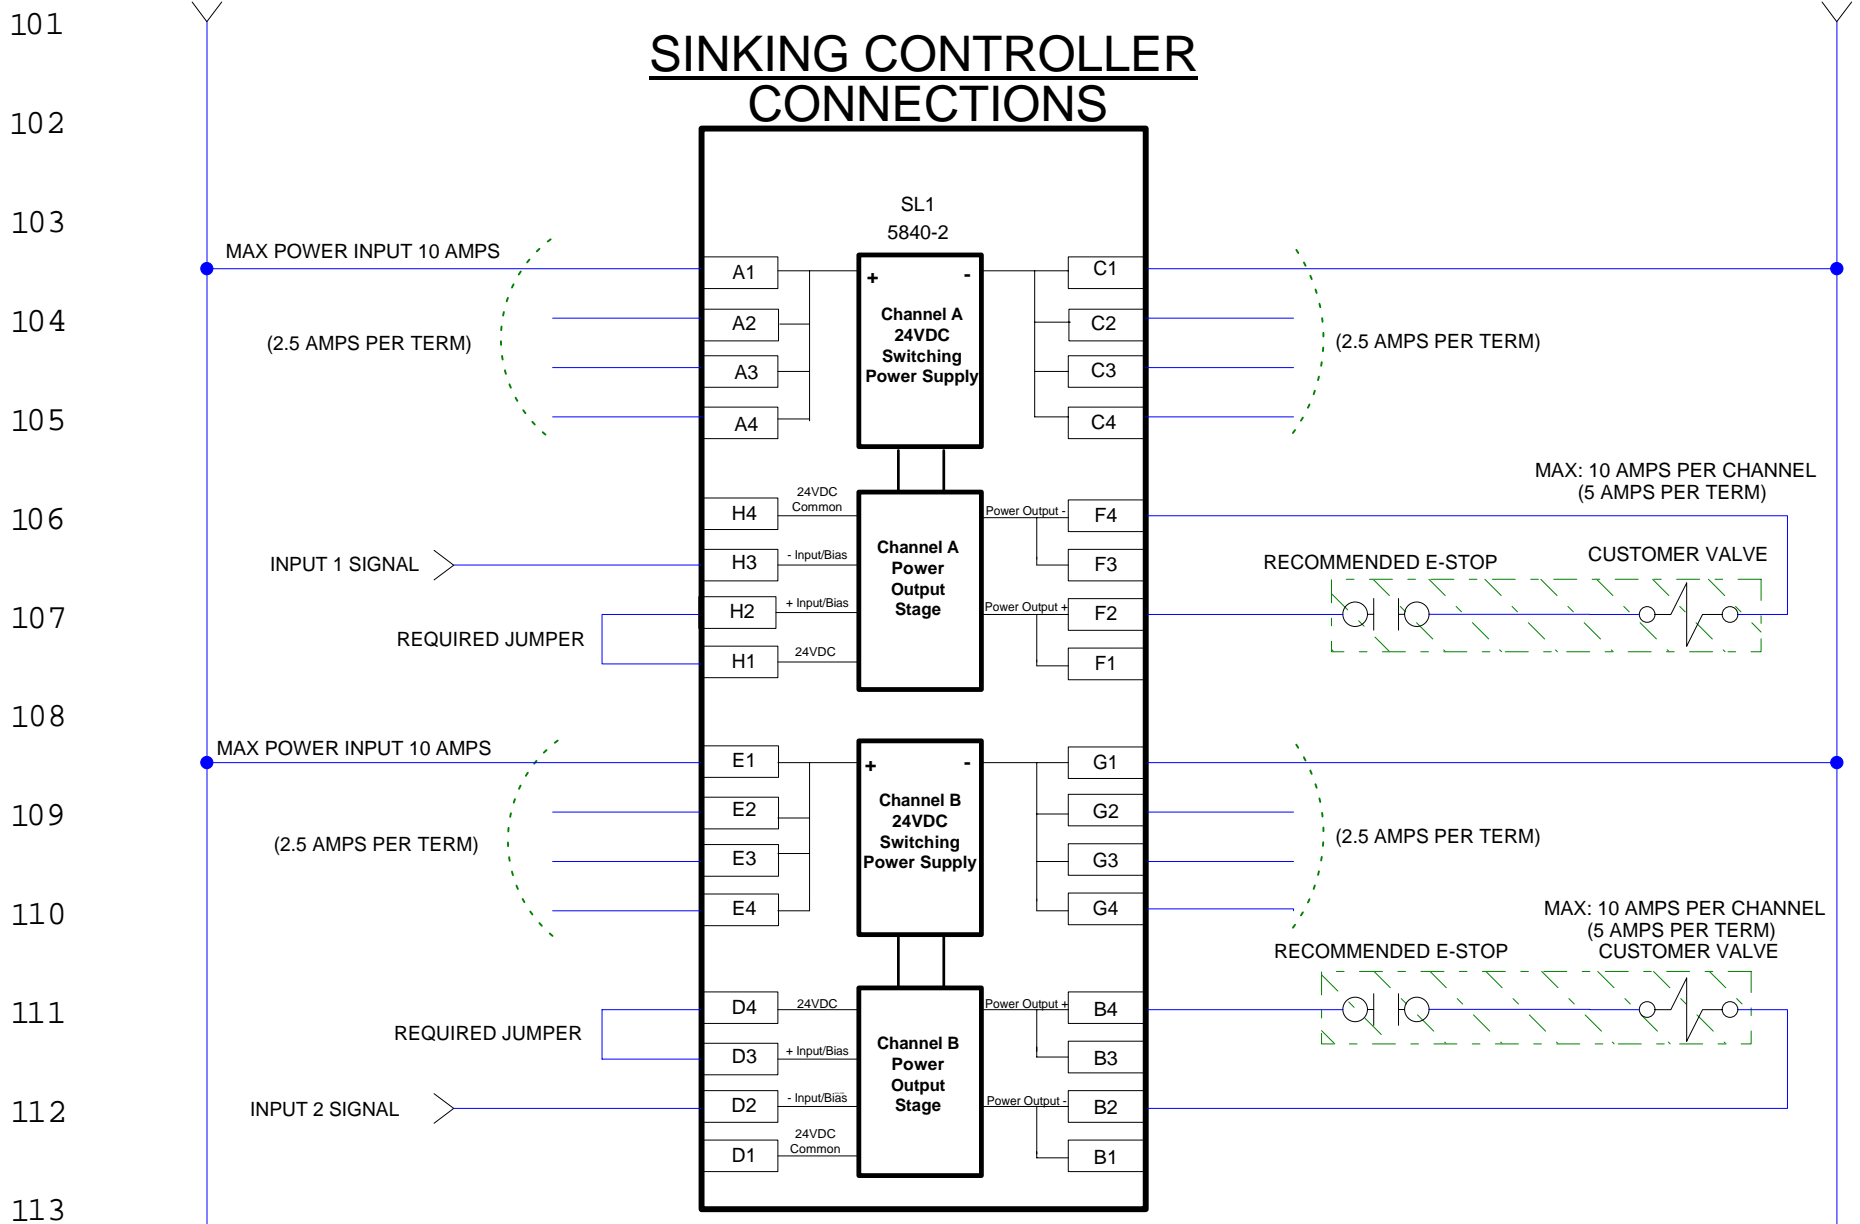 101
SINKING CONTROLLER
CONNECTIONS
102
103
SL1
5840-2
MAX POWER INPUT 10 AMPS
A1
+
-
C1
104
A2
Channel A
24VDC
Switching
Power Supply
C2
(2.5 AMPS PER TERM)
(2.5 AMPS PER TERM)
A3
C3
105
A4
C4
MAX: 10 AMPS PER CHANNEL
(5 AMPS PER TERM)
106
H4
24VDC
Common
Power Output -
F4
INPUT 1 SIGNAL
H3
- Input/Bias
Channel A
Power
Output
Stage
F3
RECOMMENDED E-STOP
CUSTOMER VALVE
107
H2
+ Input/Bias
Power Output +
F2
REQUIRED JUMPER
H1
24VDC
F1
108
MAX POWER INPUT 10 AMPS
E1
+
-
G1
109
E2
Channel B
24VDC
Switching
Power Supply
G2
(2.5 AMPS PER TERM)
(2.5 AMPS PER TERM)
E3
G3
110
E4
G4
MAX: 10 AMPS PER CHANNEL
(5 AMPS PER TERM)
RECOMMENDED E-STOP
CUSTOMER VALVE
111
D4
24VDC
Power Output +
B4
REQUIRED JUMPER
D3
+ Input/Bias
Channel B
Power
Output
Stage
B3
112
INPUT 2 SIGNAL
D2
- Input/Bias
Power Output -
B2
D1
24VDC
Common
B1
113